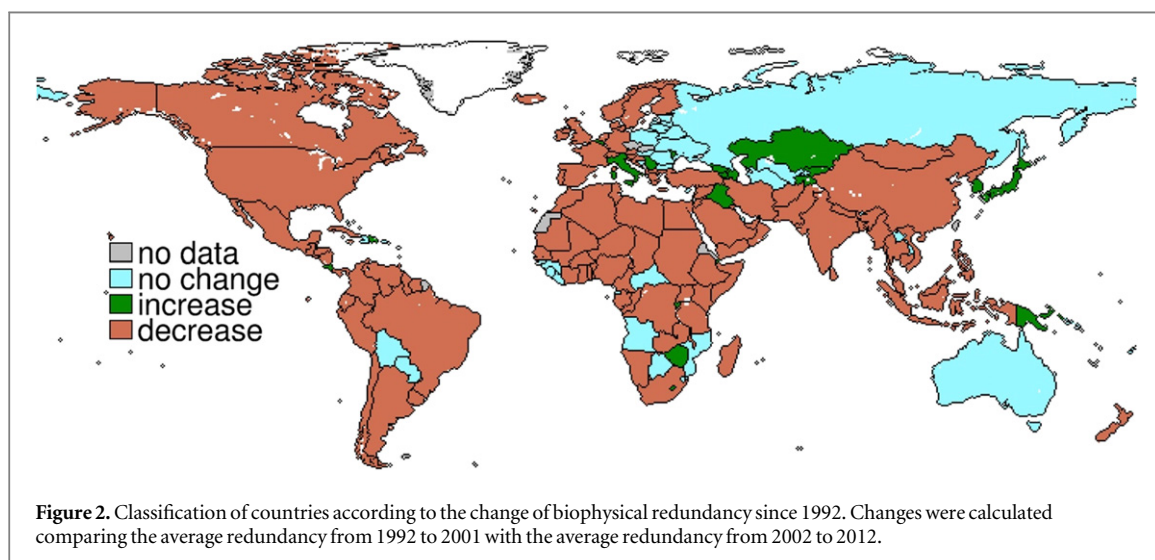 no data
no change
increase
decrease
Figure 2. Classification of countries according to the change of biophysical redundancy since 1992. Changes were calculated
comparing the average redundancy from 1992 to 2001 with the average redundancy from 2002 to 2012.